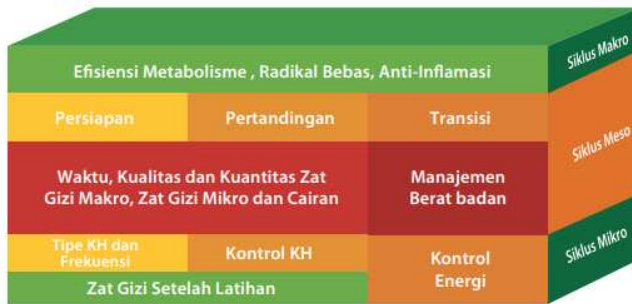 Efisiensi Metabolisme , Radikal Bebas, Anti-Inflamasi
Siklus Makro
Persiapan
Pertandingan
Transisi
Siklus Meso
Waktu, Kualitas dan Kuantitas Zat
Gizi Makro, Zat Gizi Mikro dan Cairan
Manajemen
Berat badan
Tipe KH dan
Frekuensi
Kontrol KH
Kontrol
Energi
Siklus Mikro
Zat Gizi Setelah Latihan